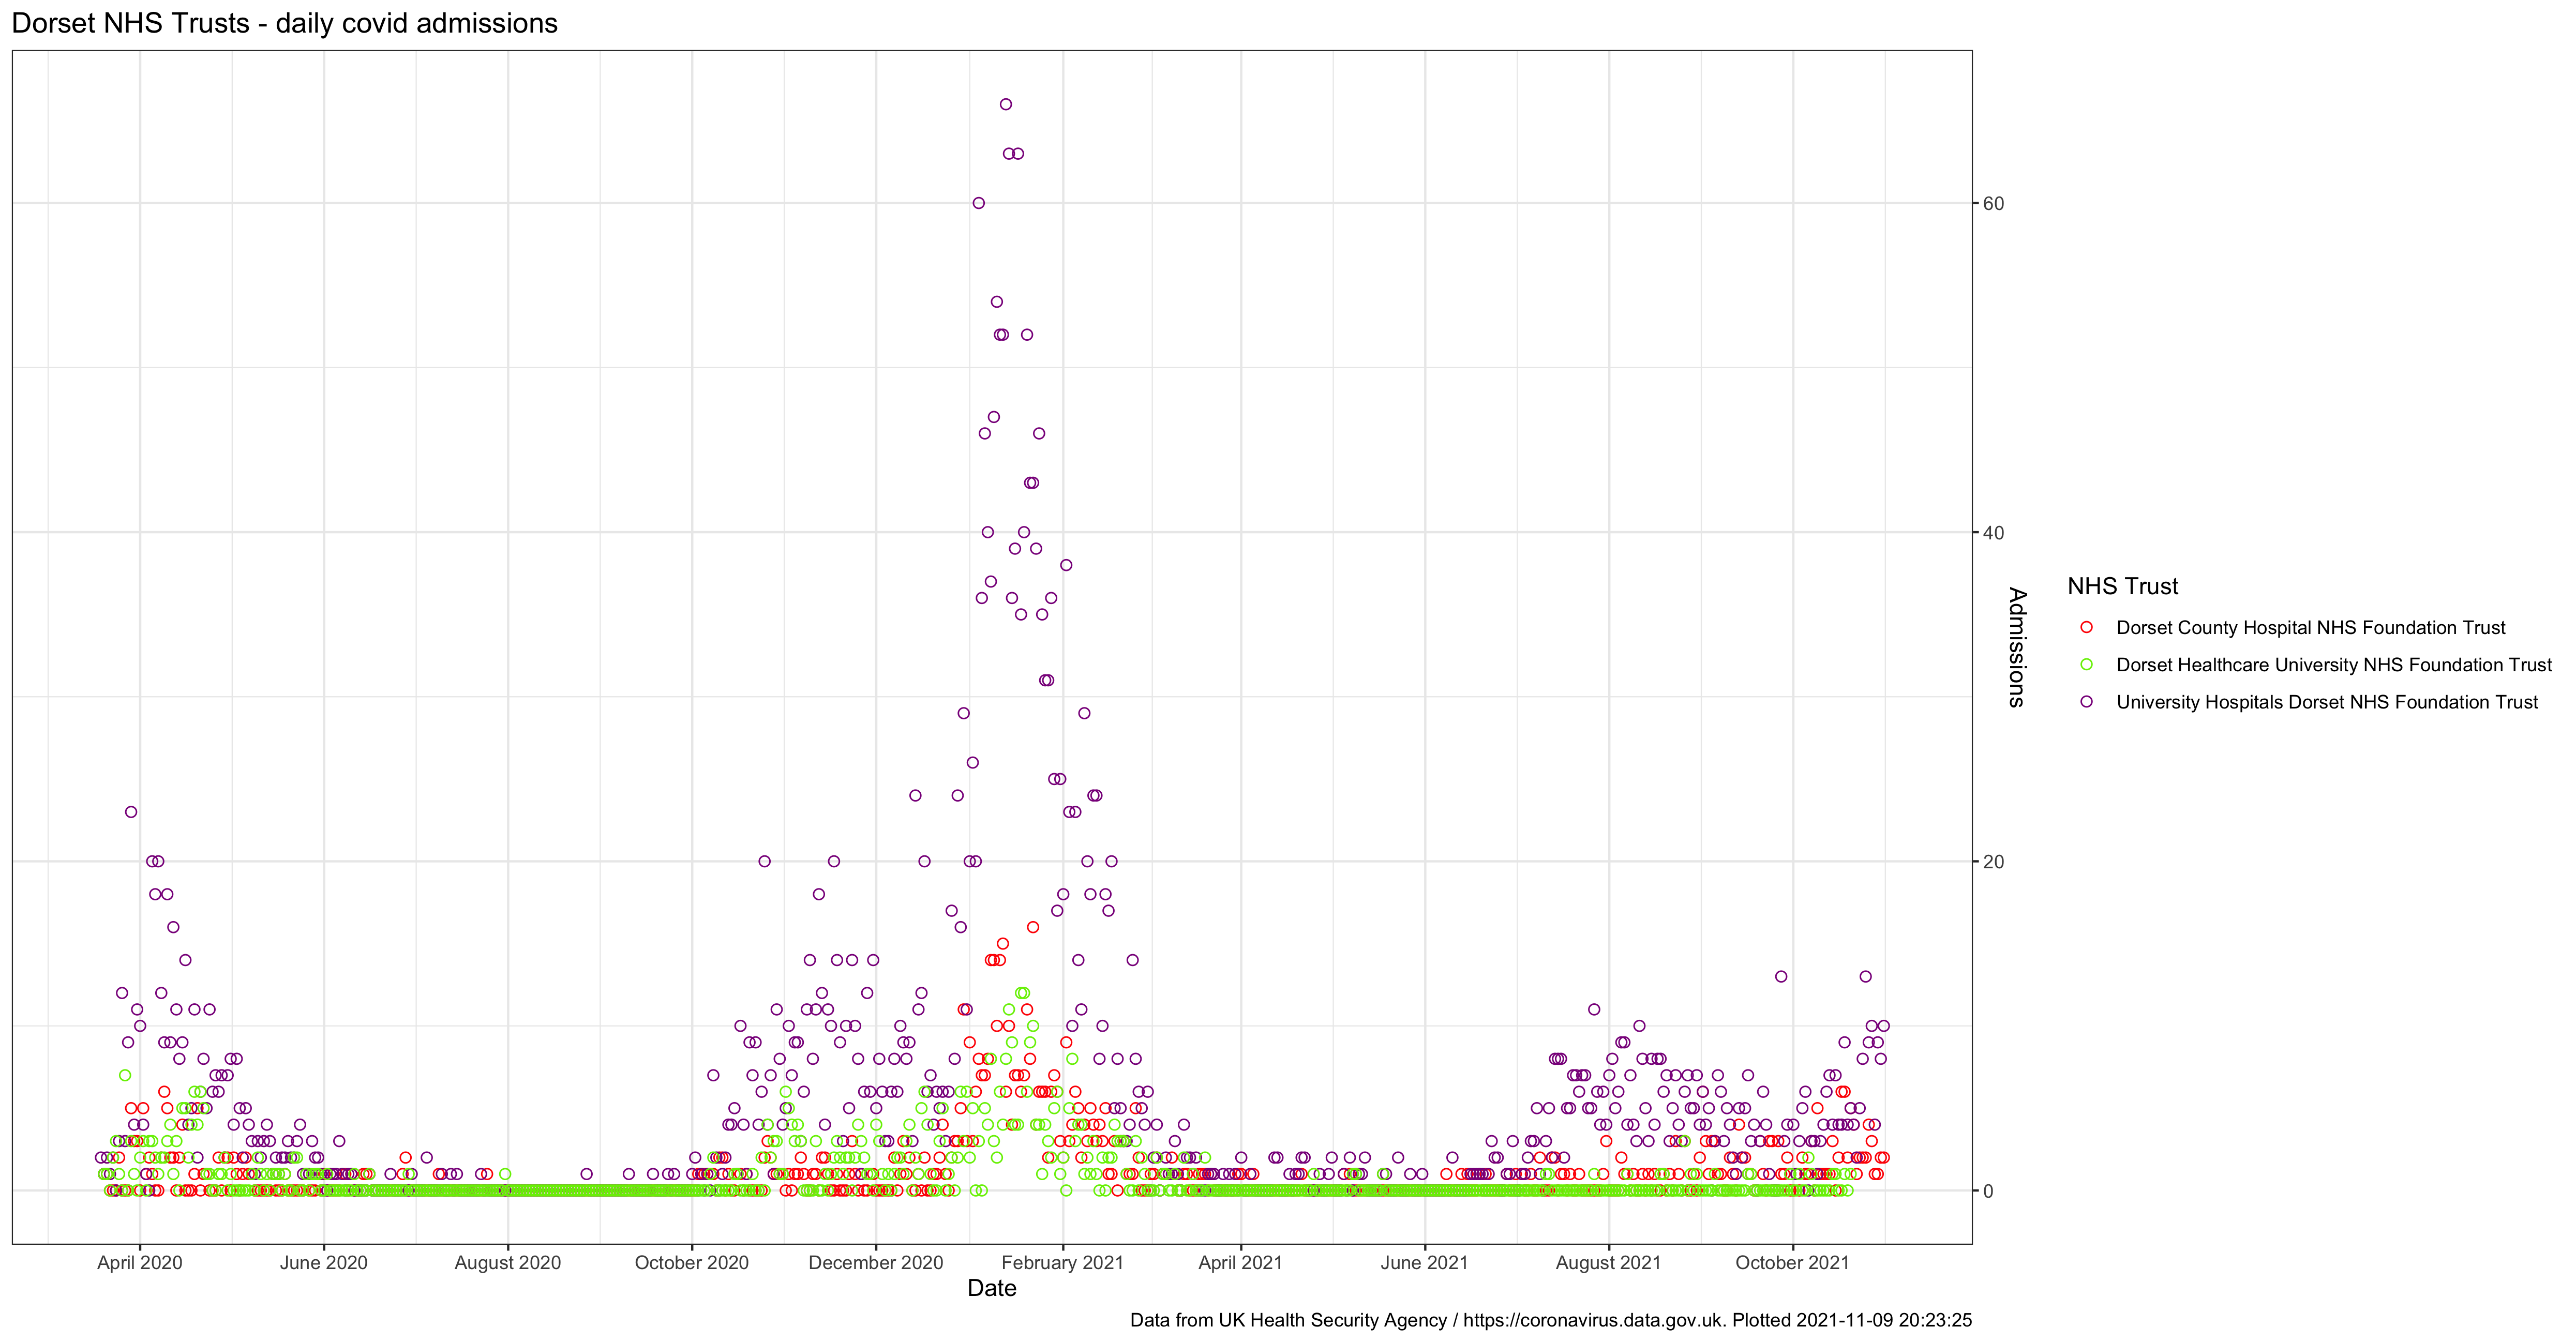 Dorset NHS Trusts - daily covid admissions
60
40
20
0
Admissions
NHS Trust
Dorset County Hospital NHS Foundation Trust
Dorset Healthcare University NHS Foundation Trust
University Hospitals Dorset NHS Foundation Trust
April 2020 June 2020 August 2020 October 2020 December 2020 February 2021 April 2021 June 2021 August 2021 October 2021
Date
Data from UK Health Security Agency / https://coronavirus.data.gov.uk. Plotted 2021-11-09 20:23:25